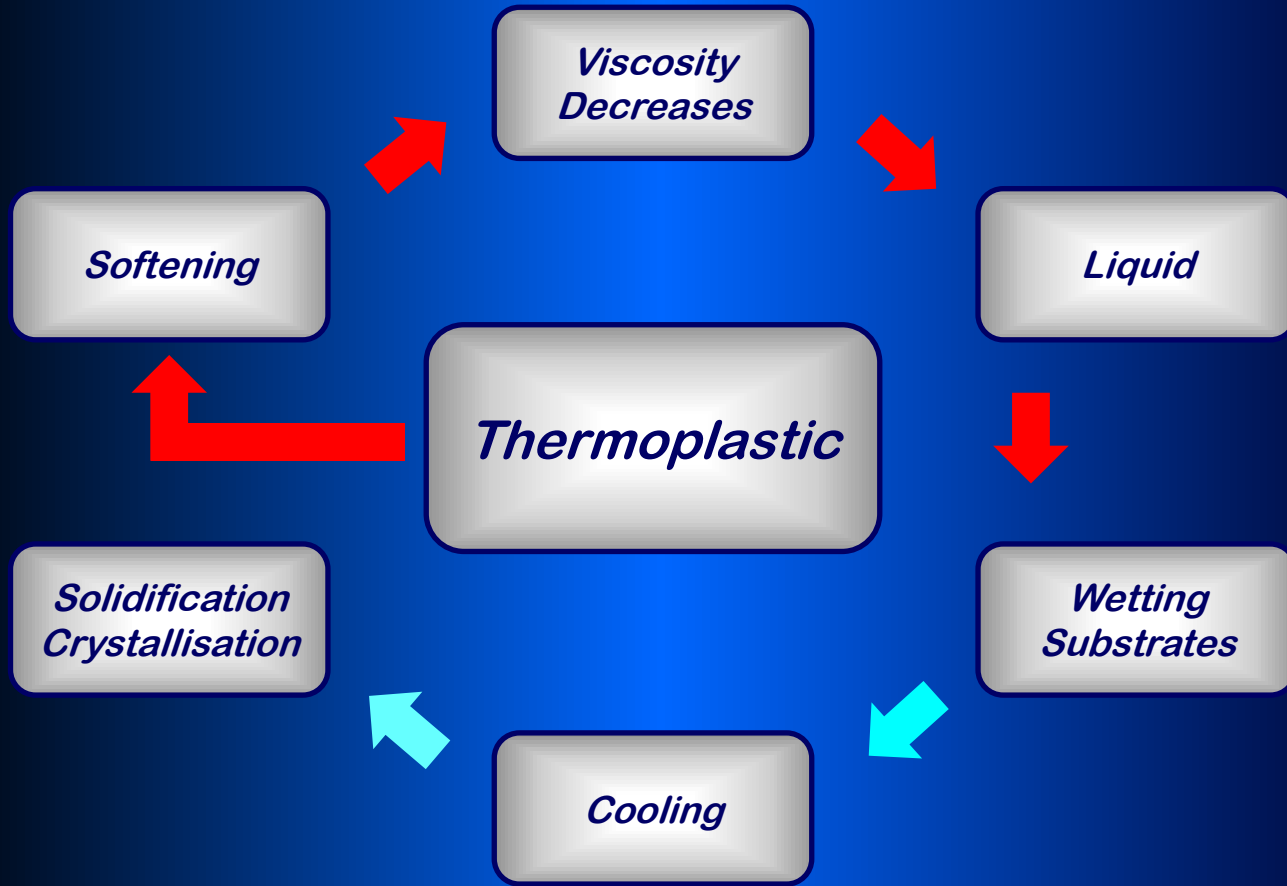 Viscosity
Decreases
Softening
Liquid
Thermoplastic
Solidification
Crystallisation
Wetting
Substrates
Cooling